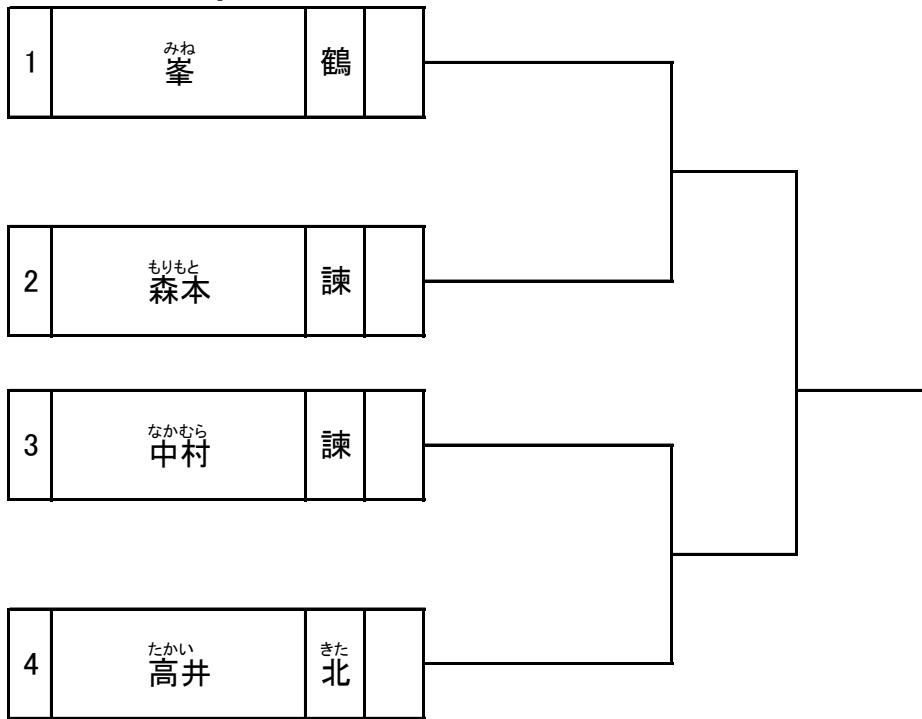 みね
1 峯 鶴
もりもと
2 森本 諫
なかむら
3 中村 諫
たかい きた
4 高井 北